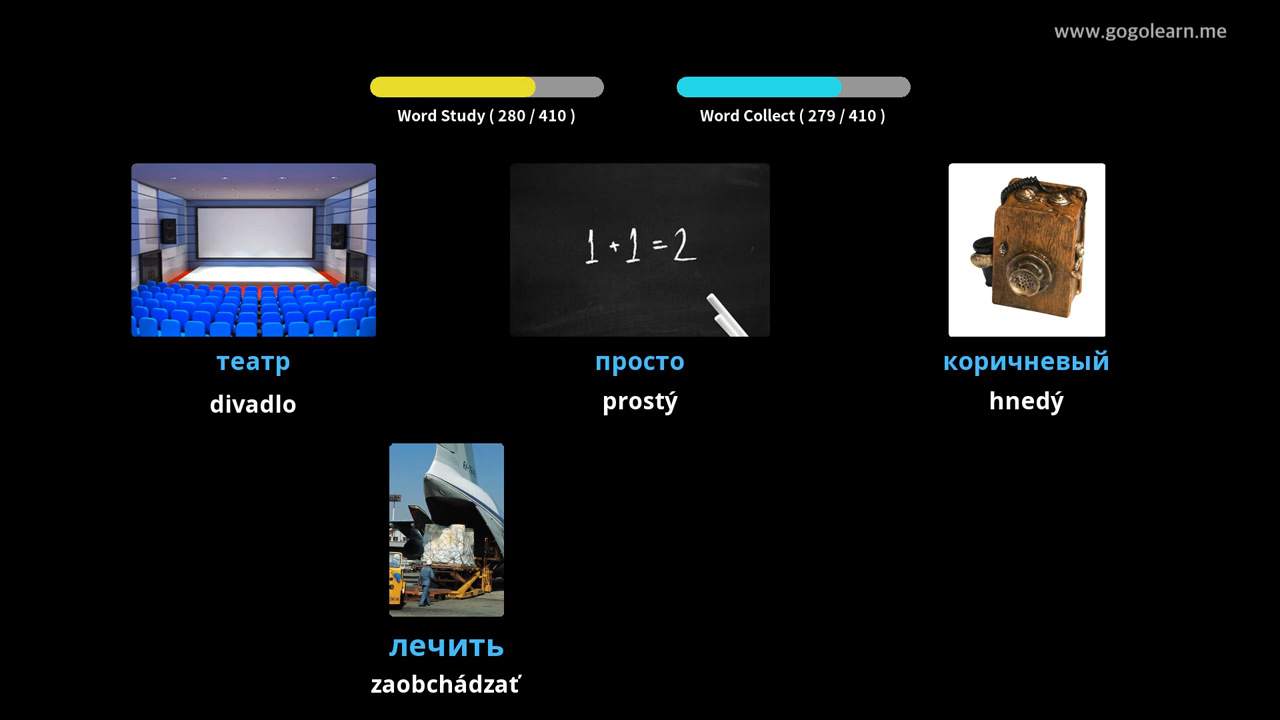 www.gogolearn.me
Word Study ( 280 / 410 )
Word Collect ( 279 / 410 )
1 + 1 = 2
театр
просто
коричневый
divadlo
prostý
hnedý
лечить
zaobchádzať